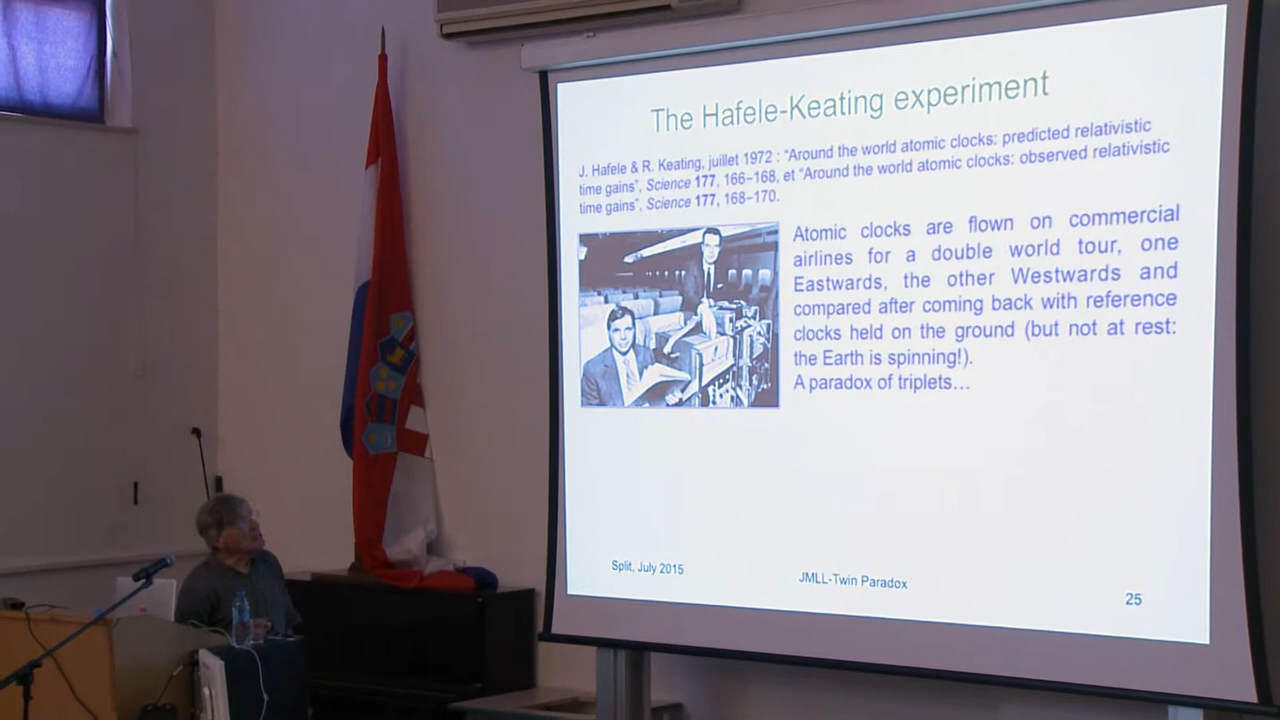 The Hafele-Keating experiment
J. Hafele & R. Keating, juillet 1972 : “Around the world atomic clocks: predicted relativistic
time gains”, Science 177, 166–168, et “Around the world atomic clocks: observed relativistic
time gains”, Science 177, 168–170.
Atomic clocks are flown on commercial
airlines for a double world tour, one
Eastwards, the other Westwards and
compared after coming back with reference
clocks held on the ground (but not at rest:
the Earth is spinning!).
A paradox of triplets…
Split, July 2015
JMLL-Twin Paradox
25